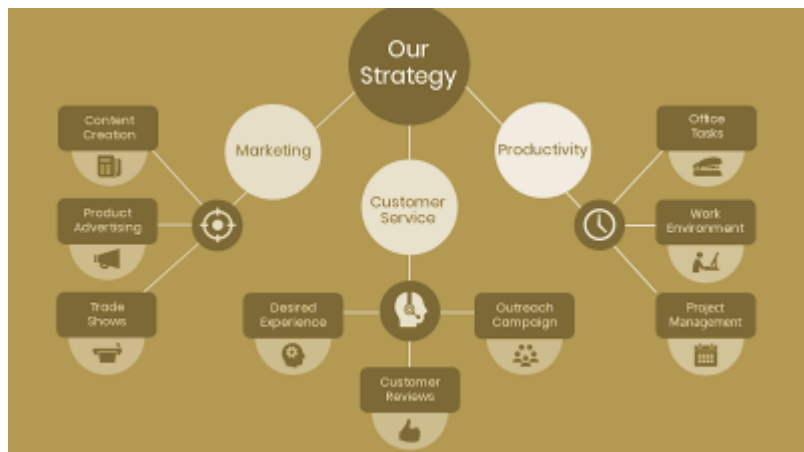 Our
Strategy
Marketing
Customer
Service
Productivity
Content
Creation
Product
Advertising
Trade
Shows
Desired
Experience
Customer
Reviews
Outreach
Campaign
Office
Tasks
Work
Environment
Project
Management